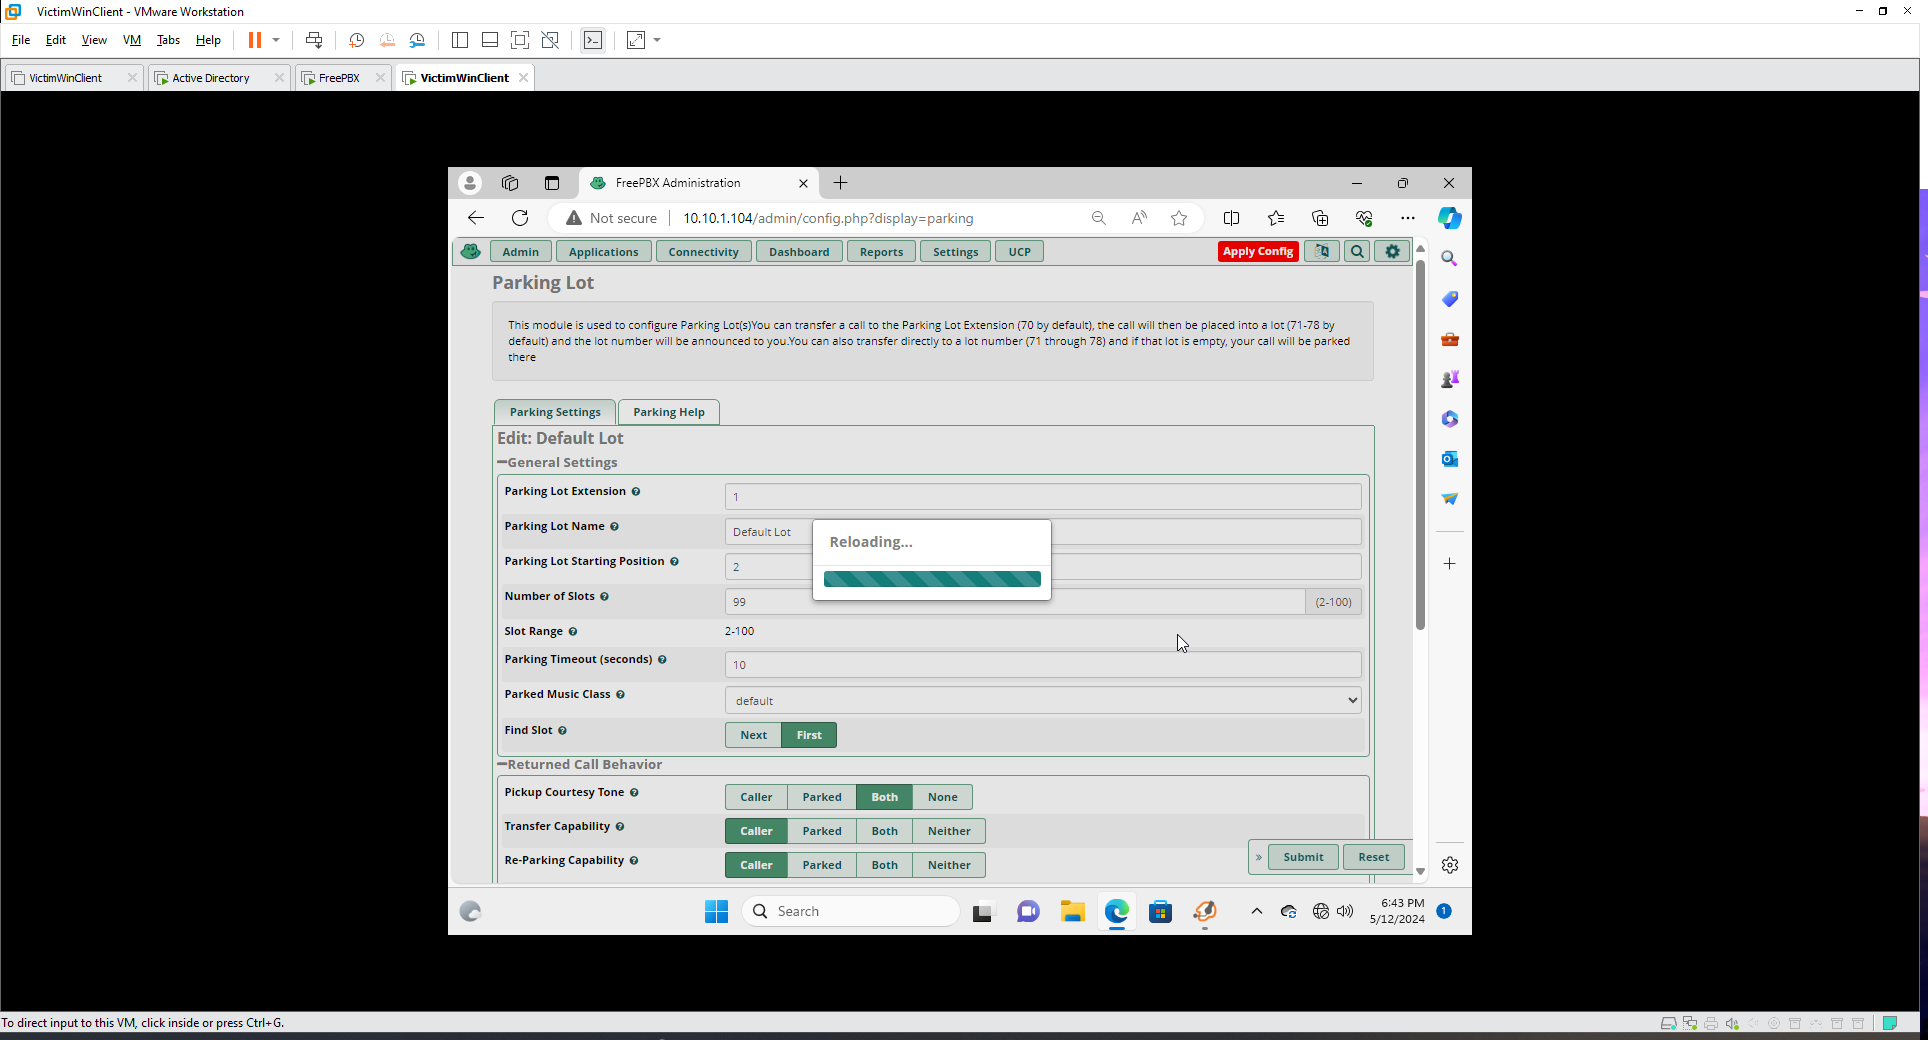 VictimWinClient - VMware Workstation
File Edit View VM Tabs Help
VictimWinClient Active Directory FreePBX VictimWinClient
FreePBX Administration
Not secure 10.10.1.104/admin/config.php?display=parking
Admin Applications Connectivity Dashboard Reports Settings UCP Apply Config
Parking Lot
This module is used to configure Parking Lot(s)You can transfer a call to the Parking Lot Extension (70 by default), the call will then be placed into a lot (71-78 by
default) and the lot number will be announced to you.You can also transfer directly to a lot number (71 through 78) and if that lot is empty, your call will be parked
there
Parking Settings Parking Help
Edit: Default Lot
General Settings
Parking Lot Extension 1
Parking Lot Name Default Lot
Reloading...
Parking Lot Starting Position 2
Number of Slots 99 (2-100)
Slot Range 2-100
Parking Timeout (seconds) 10
Parked Music Class default
Find Slot Next First
Returned Call Behavior
Pickup Courtesy Tone Caller Parked Both None
Transfer Capability Caller Parked Both Neither
Re-Parking Capability Caller Parked Both Neither
» Submit Reset
Search
6:43 PM
5/12/2024
1
To direct input to this VM, click inside or press Ctrl+G.